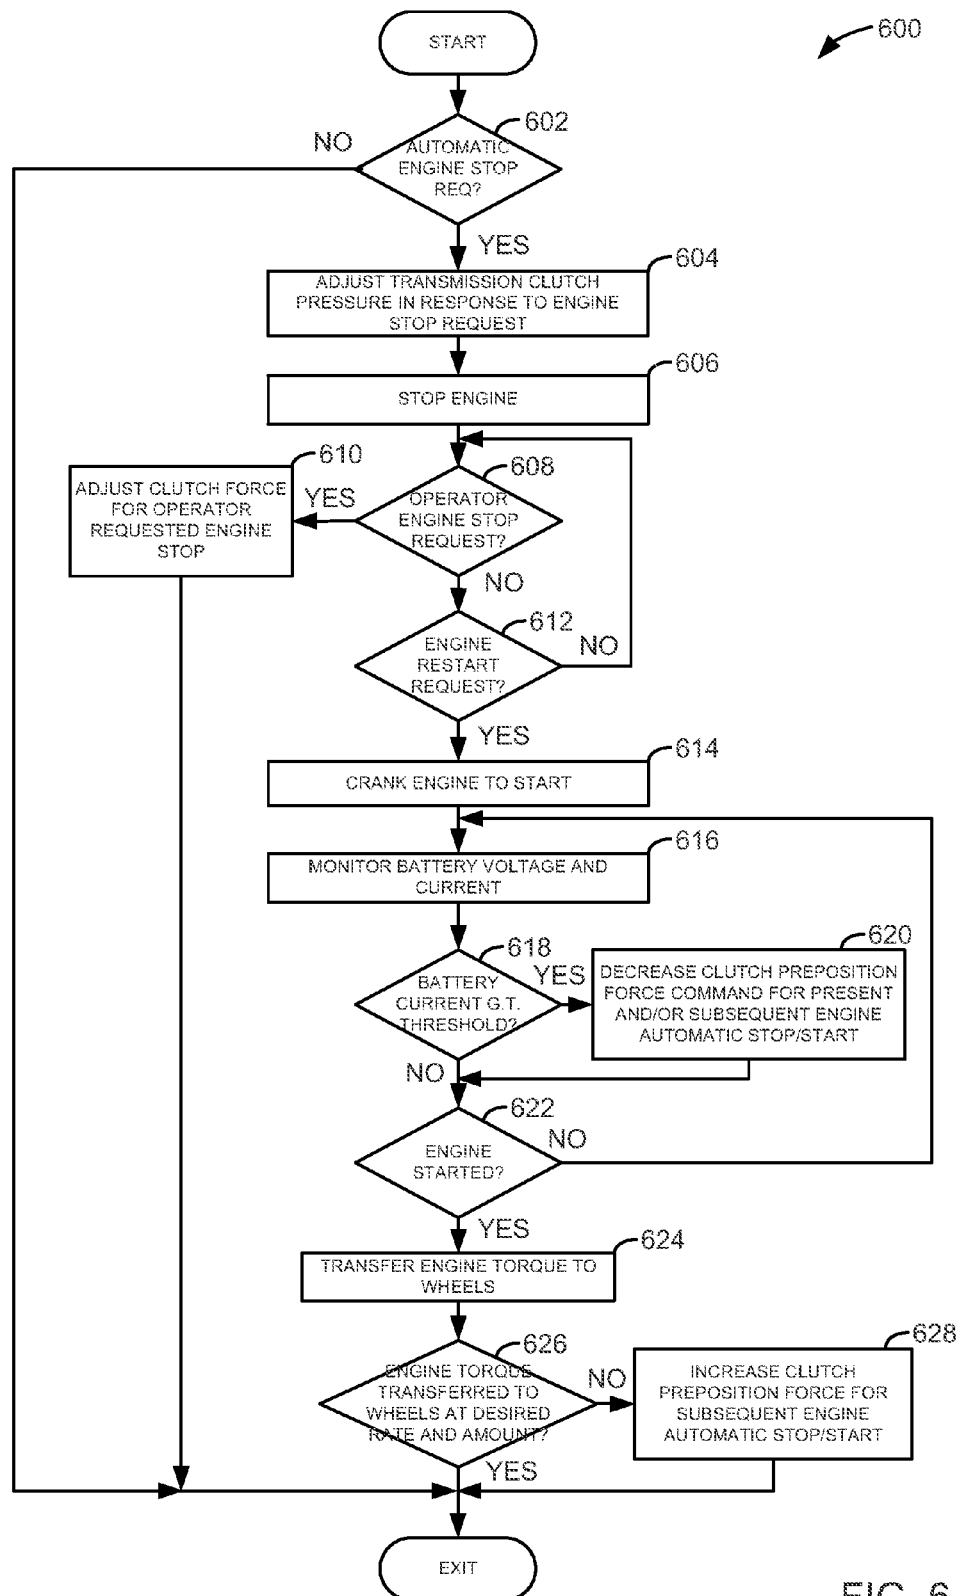 START
600
602
NO
AUTOMATIC
ENGINE STOP
REQ?
YES
604
ADJUST TRANSMISSION CLUTCH
PRESSURE IN RESPONSE TO ENGINE
STOP REQUEST
606
STOP ENGINE
610
ADJUST CLUTCH FORCE
FOR OPERATOR
REQUESTED ENGINE
STOP
YES
608
OPERATOR
ENGINE STOP
REQUEST?
NO
612
ENGINE
RESTART
REQUEST?
NO
YES
614
CRANK ENGINE TO START
616
MONITOR BATTERY VOLTAGE AND
CURRENT
618
BATTERY
CURRENT G.T.
THRESHOLD?
YES
620
DECREASE CLUTCH PREPOSITION
FORCE COMMAND FOR PRESENT
AND/OR SUBSEQUENT ENGINE
AUTOMATIC STOP/START
NO
622
ENGINE
STARTED?
NO
YES
624
TRANSFER ENGINE TORQUE TO
WHEELS
626
ENGINE TORQUE
TRANSFERRED TO
WHEELS AT DESIRED
RATE AND AMOUNT?
NO
628
INCREASE CLUTCH
PREPOSITION FORCE FOR
SUBSEQUENT ENGINE
AUTOMATIC STOP/START
YES
EXIT
FIG. 6